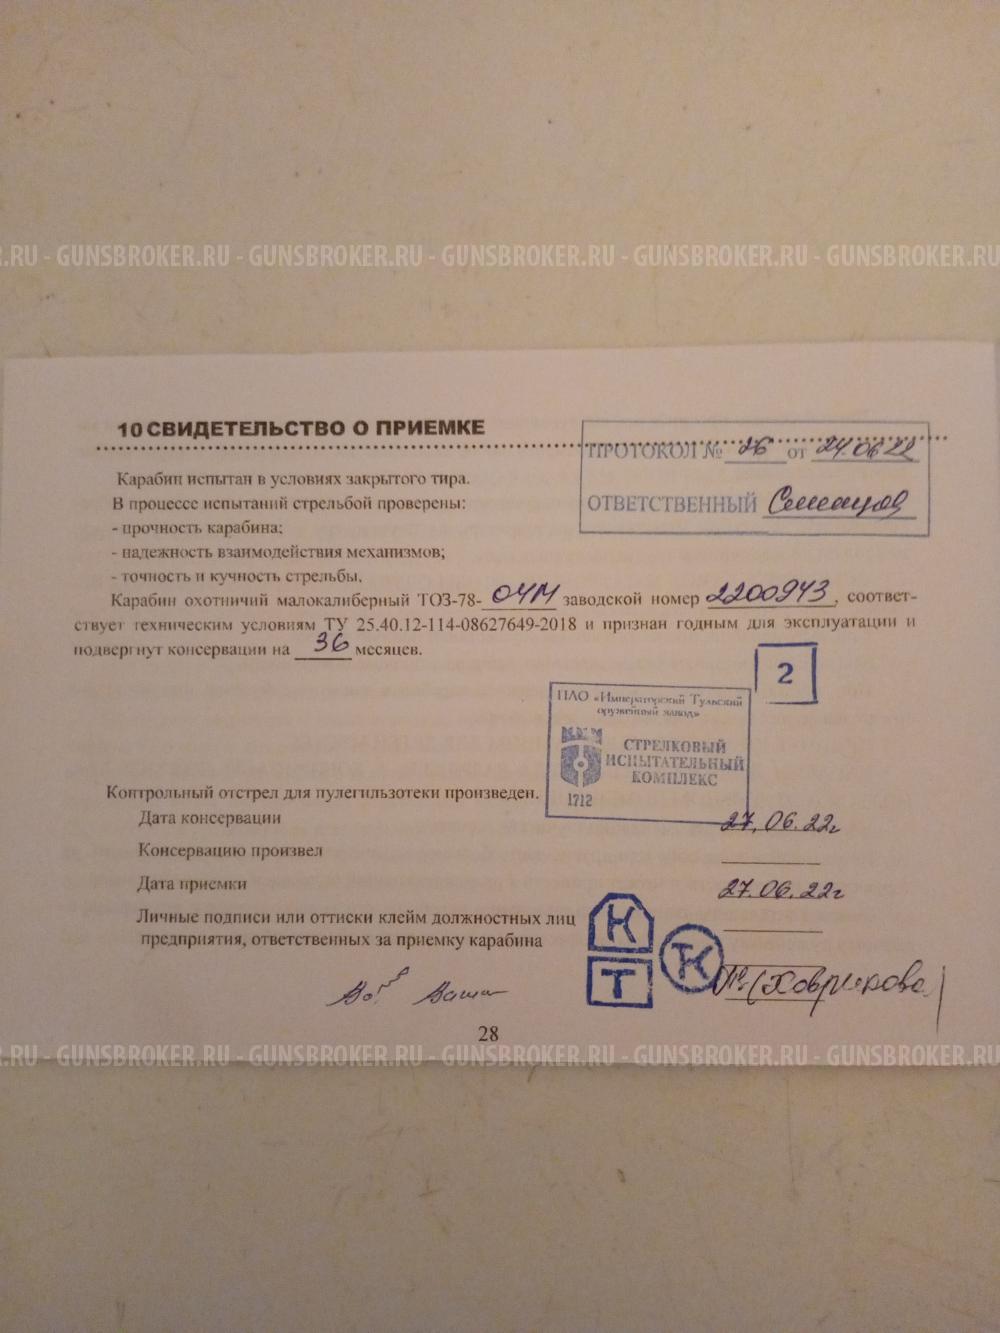 .RU - GUNSBROKER.RU - GUNSBROKER.RU - GUNSBROKER.RU - GUNSBROKER.RU - GUNSBROKER.RU
10 СВИДЕТЕЛЬСТВО О ПРИЕМКЕ
ПРОТОКОЛ № 26 от 24.06 22
ОТВЕТСТВЕННЫЙ
Карабин испытан в условиях закрытого тира.
В процессе испытаний стрельбой проверены:
- прочность карабина;
- надежность взаимодействия механизмов;
- точность и кучность стрельбы.
Карабин охотничий малокалиберный ТОЗ-78- 04М заводской номер 2200943, соответ-
ствует техническим условиям ТУ 25.40.12-114-08627649-2018 и признан годным для эксплуатации и
подвергнут консервации на 36 месяцев.
2
ПАО «Императорский Тульский
оружейный завод»
СТРЕЛКОВЫЙ
ИСПЫТАТЕЛЬНЫЙ
КОМПЛЕКС
1712
Контрольный отстрел для пулегильзотеки произведен.
Дата консервации 27.06.22г
Консервацию произвел
Дата приемки 27.06.22г
Личные подписи или оттиски клейм должностных лиц
предприятия, ответственных за приемку карабина
К
Т
ТК
28
.RU - GUNSBROKER.RU - GUNSBROKER.RU - GUNSBROKER.RU - GUNSBROKER.RU - GUNSBROKER.RU